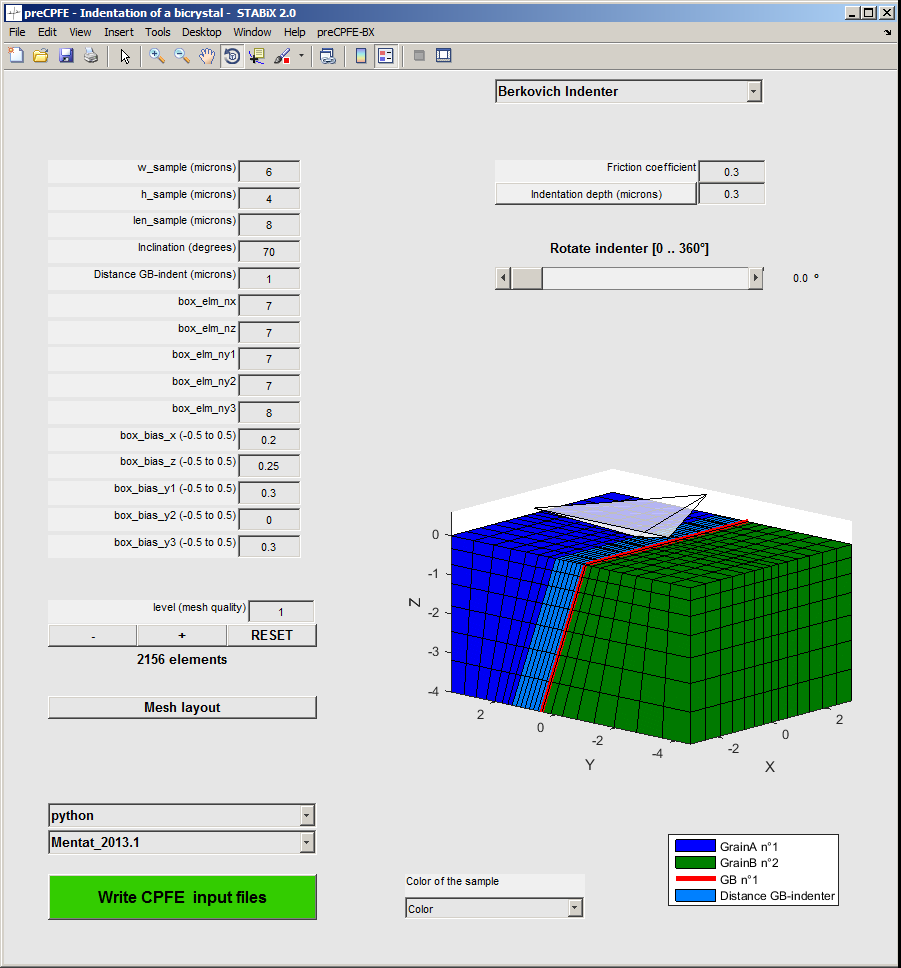 preCPFE - Indentation of a bicrystal - STABiX 2.0
File Edit View Insert Tools Desktop Window Help preCPFE-BX
Berkovich Indenter
w_sample (microns) 6
h_sample (microns) 4
len_sample (microns) 8
Inclination (degrees) 70
Distance GB-indent (microns) 1
box_elm_nx 7
box_elm_nz 7
box_elm_ny1 7
box_elm_ny2 7
box_elm_ny3 8
box_bias_x (-0.5 to 0.5) 0.2
box_bias_z (-0.5 to 0.5) 0.25
box_bias_y1 (-0.5 to 0.5) 0.3
box_bias_y2 (-0.5 to 0.5) 0
box_bias_y3 (-0.5 to 0.5) 0.3
Friction coefficient 0.3
Indentation depth (microns) 0.3
Rotate indenter [0 .. 360°]
0.0 °
level (mesh quality) 1
- + RESET
2156 elements
Mesh layout
0
-1
-2
-3
-4
Z
2
0
-2
-4
Y
-2
0
2
X
python
Mentat_2013.1
Write CPFE input files
Color of the sample
Color
GrainA n°1
GrainB n°2
GB n°1
Distance GB-indenter